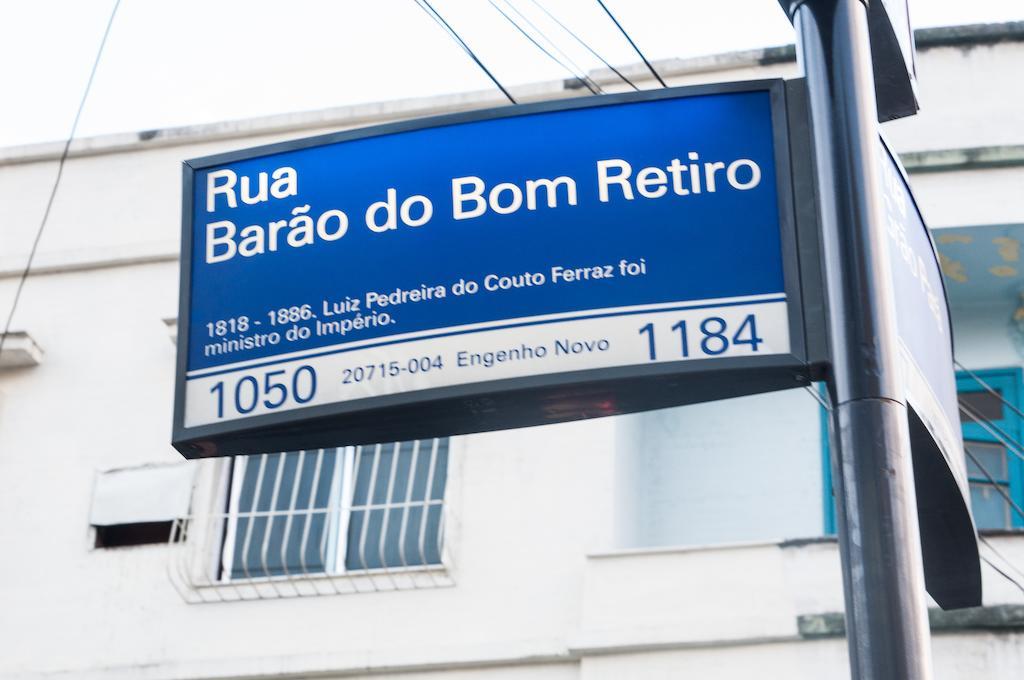 Rua
Barão do Bom Retiro
1818 - 1886. Luiz Pedreira do Couto Ferraz foi
ministro do Império.
1050 20715-004 Engenho Novo 1184